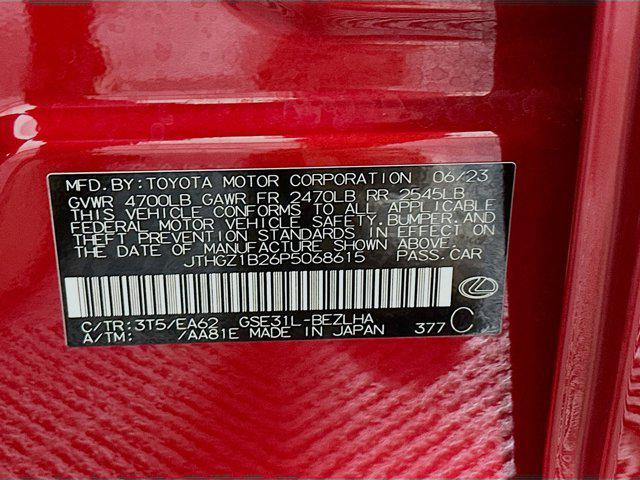 MFD. BY: TOYOTA MOTOR CORPORATION 06/23
GVWR 4700LB GAWR FR 2470LB RR 2545LB
THIS VEHICLE CONFORMS TO ALL APPLICABLE
FEDERAL MOTOR VEHICLE SAFETY, BUMPER, AND
THEFT PREVENTION STANDARDS IN EFFECT ON
THE DATE OF MANUFACTURE SHOWN ABOVE.
JTHGZ1B26P5068615 PASS. CAR
C/TR: 3T5/EA62 GSE31L-BEZLHA
A/TM: /AA81E MADE IN JAPAN 377 C